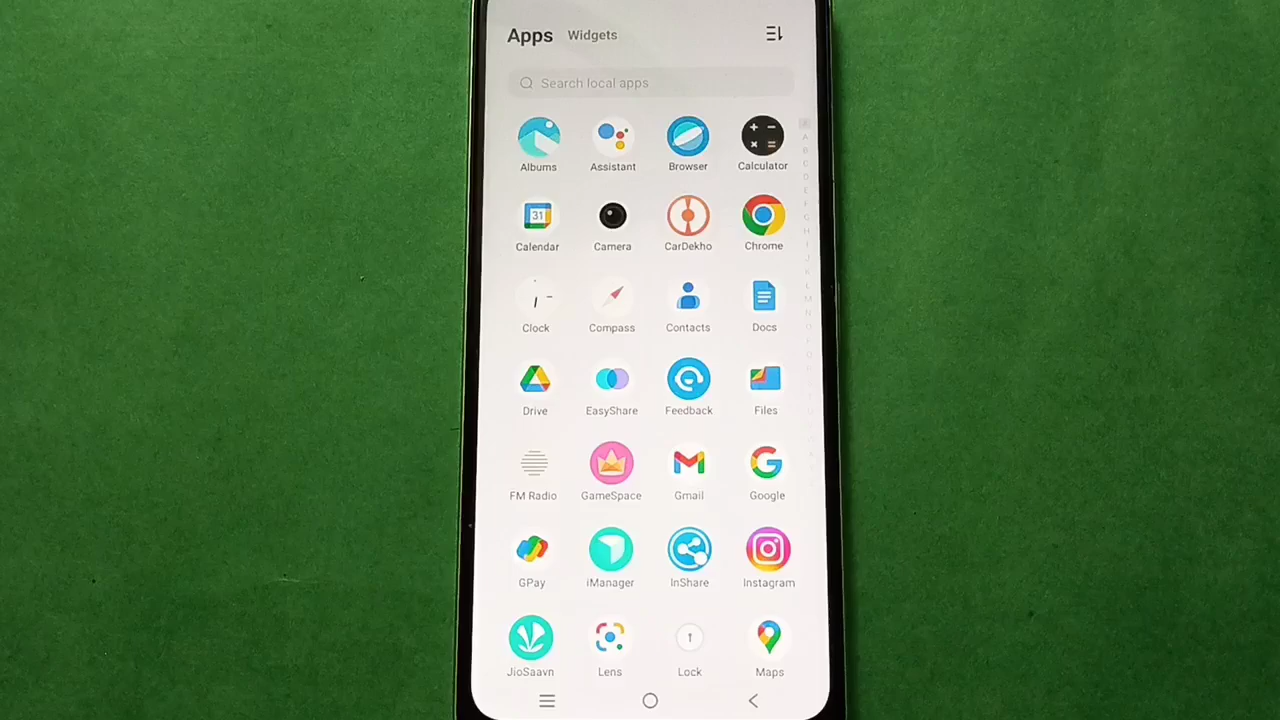 Apps Widgets
Search local apps
Albums Assistant Browser Calculator
31
Calendar Camera CarDekho Chrome
Clock Compass Contacts Docs
Drive EasyShare Feedback Files
FM Radio GameSpace Gmail Google
GPay iManager InShare Instagram
JioSaavn Lens Lock Maps
A
B
C
D
E
F
G
H
I
J
K
L
M
N